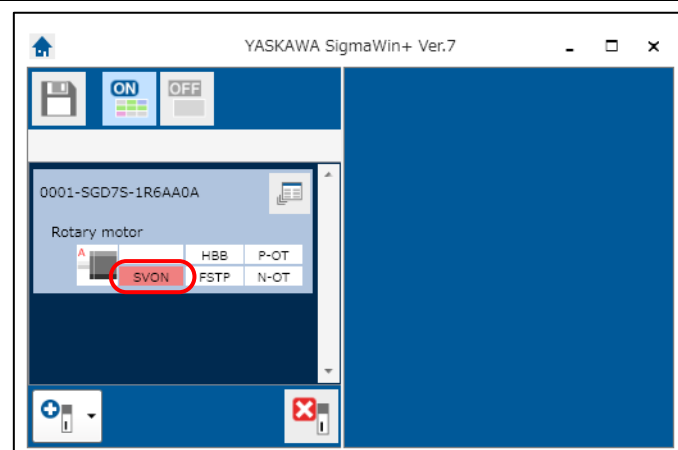 YASKAWA SigmaWin+ Ver.7
ON OFF
0001-SGD7S-1R6AA0A
Rotary motor
A HBB P-OT
SVON FSTP N-OT